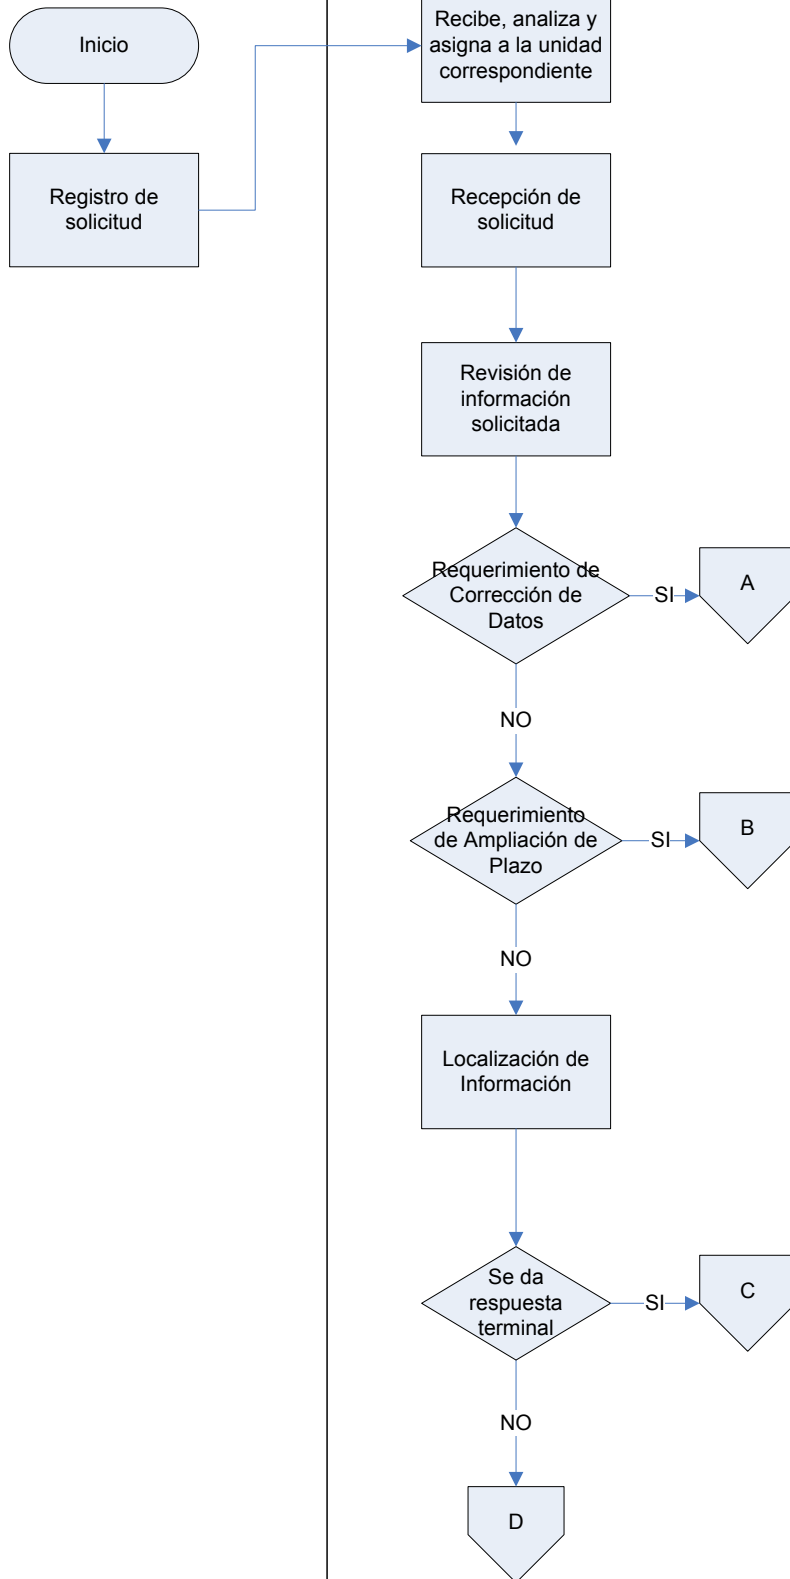 Inicio
Registro de
solicitud
Recibe, analiza y
asigna a la unidad
correspondiente
Recepción de
solicitud
Revisión de
información
solicitada
Requerimiento de
Corrección de
Datos
SI
A
NO
Requerimiento
de Ampliación de
Plazo
SI
B
NO
Localización de
Información
Se da
respuesta
terminal
SI
C
NO
D